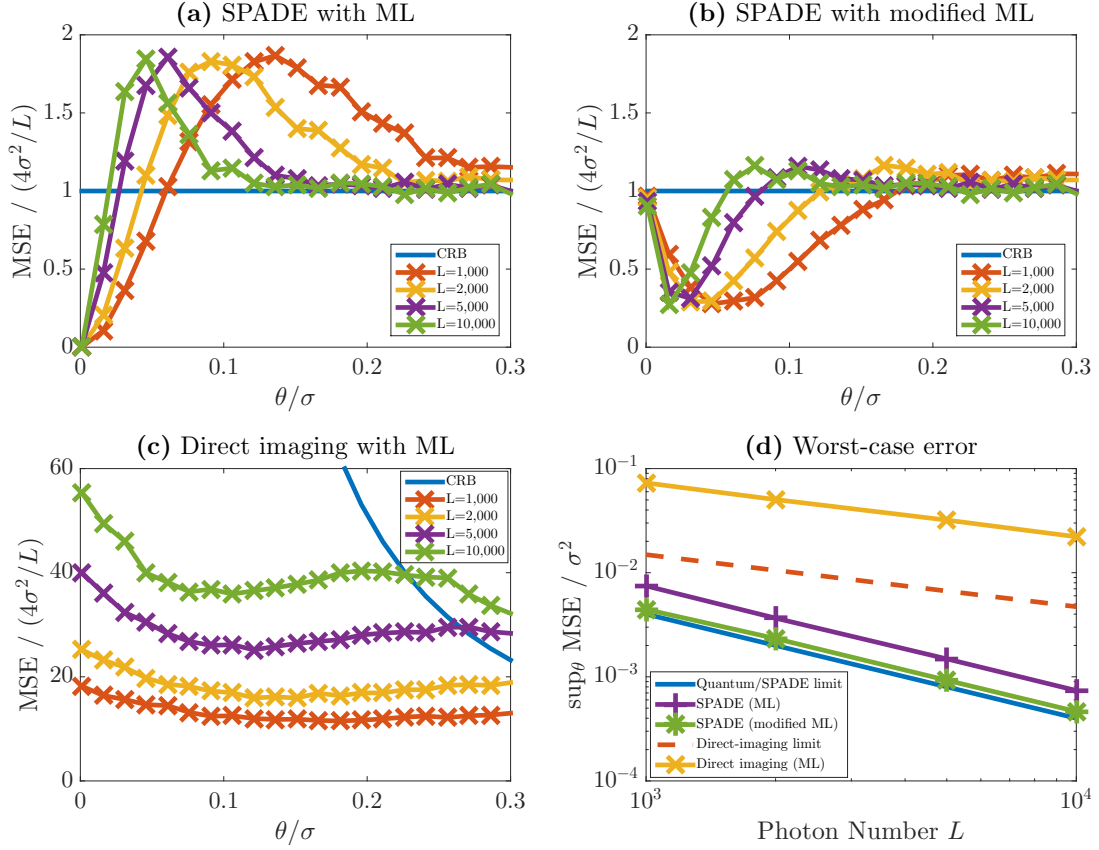 (a) SPADE with ML
MSE / (4σ²/L)
2
1.5
1
0.5
0
0
0.1
0.2
0.3
θ/σ
CRB
L=1,000
L=2,000
L=5,000
L=10,000
(b) SPADE with modified ML
MSE / (4σ²/L)
2
1.5
1
0.5
0
0
0.1
0.2
0.3
θ/σ
CRB
L=1,000
L=2,000
L=5,000
L=10,000
(c) Direct imaging with ML
MSE / (4σ²/L)
60
40
20
0
0
0.1
0.2
0.3
θ/σ
CRB
L=1,000
L=2,000
L=5,000
L=10,000
(d) Worst-case error
sup_θ MSE / σ²
10⁻¹
10⁻²
10⁻³
10⁻⁴
10³
10⁴
Photon Number L
Quantum/SPADE limit
SPADE (ML)
SPADE (modified ML)
Direct-imaging limit
Direct imaging (ML)